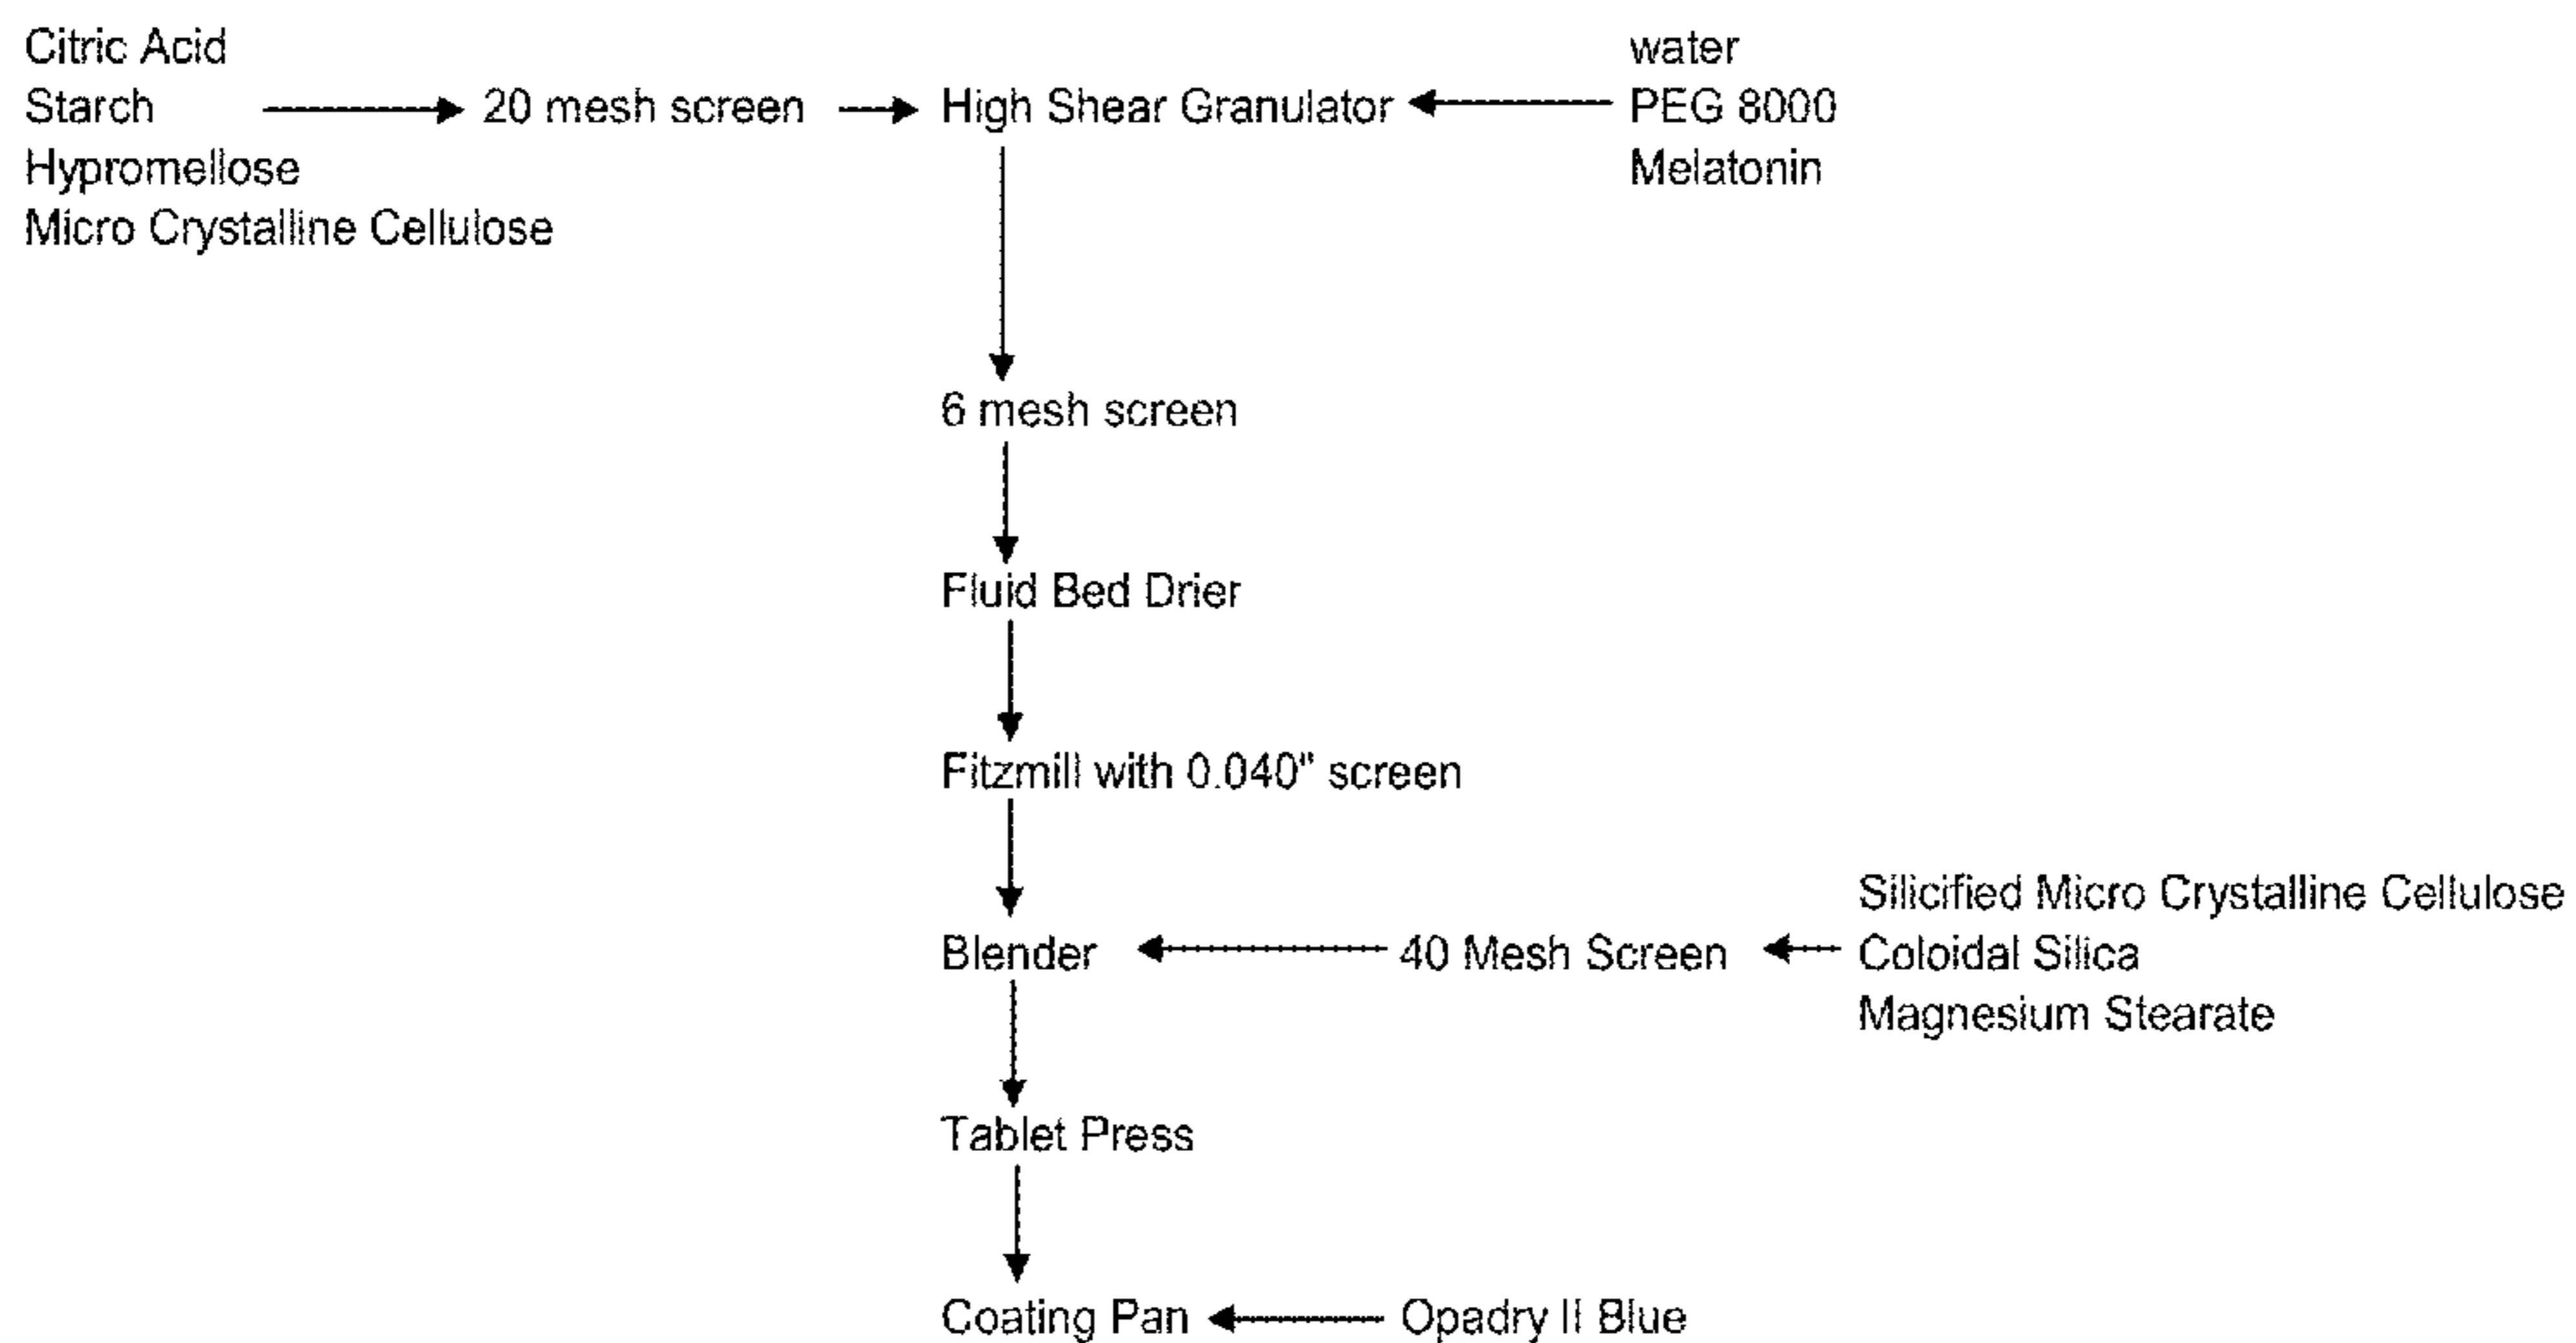 Citric Acid
Starch
Hypromellose
Micro Crystalline Cellulose
20 mesh screen
High Shear Granulator
water
PEG 8000
Melatonin
6 mesh screen
Fluid Bed Drier
Fitzmill with 0.040" screen
Blender
40 Mesh Screen
Silicified Micro Crystalline Cellulose
Coloidal Silica
Magnesium Stearate
Tablet Press
Coating Pan
Opadry II Blue